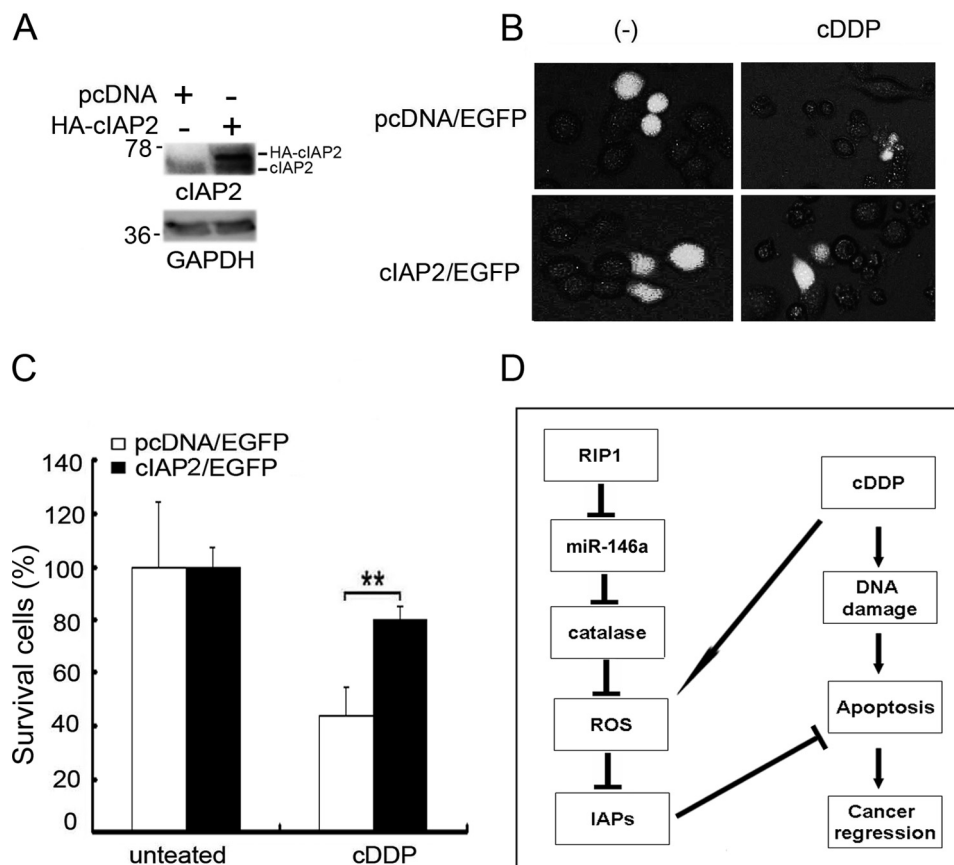 A
pcDNA + -
HA-cIAP2 - +
78 -
HA-cIAP2
cIAP2
cIAP2
36 -
GAPDH
B
(-) cDDP
pcDNA/EGFP
cIAP2/EGFP
C
pcDNA/EGFP
cIAP2/EGFP
Survival cells (%)
140
120
100
80
60
40
20
0
**
unteated cDDP
D
RIP1
miR-146a
catalase
ROS
IAPs
cDDP
DNA
damage
Apoptosis
Cancer
regression